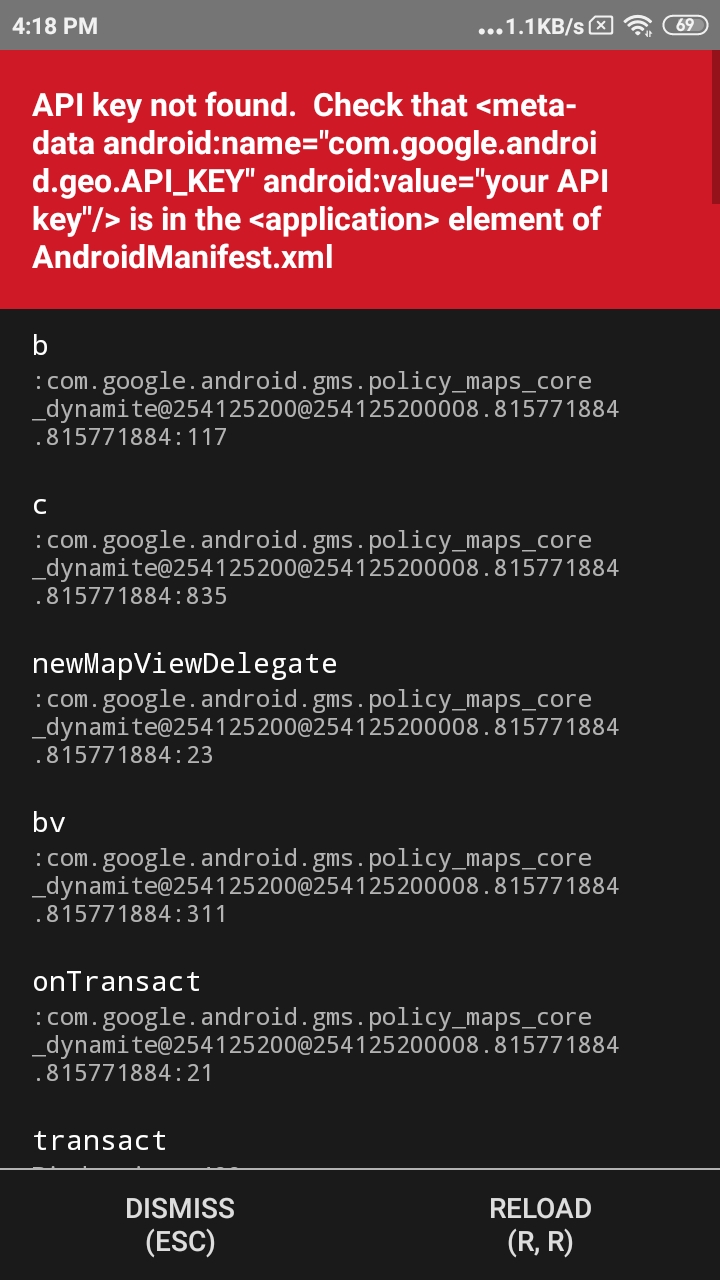 4:18 PM
...1.1KB/s
69
API key not found.  Check that <meta-
data android:name="com.google.androi
d.geo.API_KEY" android:value="your API
key"/> is in the <application> element of
AndroidManifest.xml
b
:com.google.android.gms.policy_maps_core
_dynamite@254125200@254125200008.815771884
.815771884:117
c
:com.google.android.gms.policy_maps_core
_dynamite@254125200@254125200008.815771884
.815771884:835
newMapViewDelegate
:com.google.android.gms.policy_maps_core
_dynamite@254125200@254125200008.815771884
.815771884:23
bv
:com.google.android.gms.policy_maps_core
_dynamite@254125200@254125200008.815771884
.815771884:311
onTransact
:com.google.android.gms.policy_maps_core
_dynamite@254125200@254125200008.815771884
.815771884:21
transact
DISMISS
(ESC)
RELOAD
(R, R)